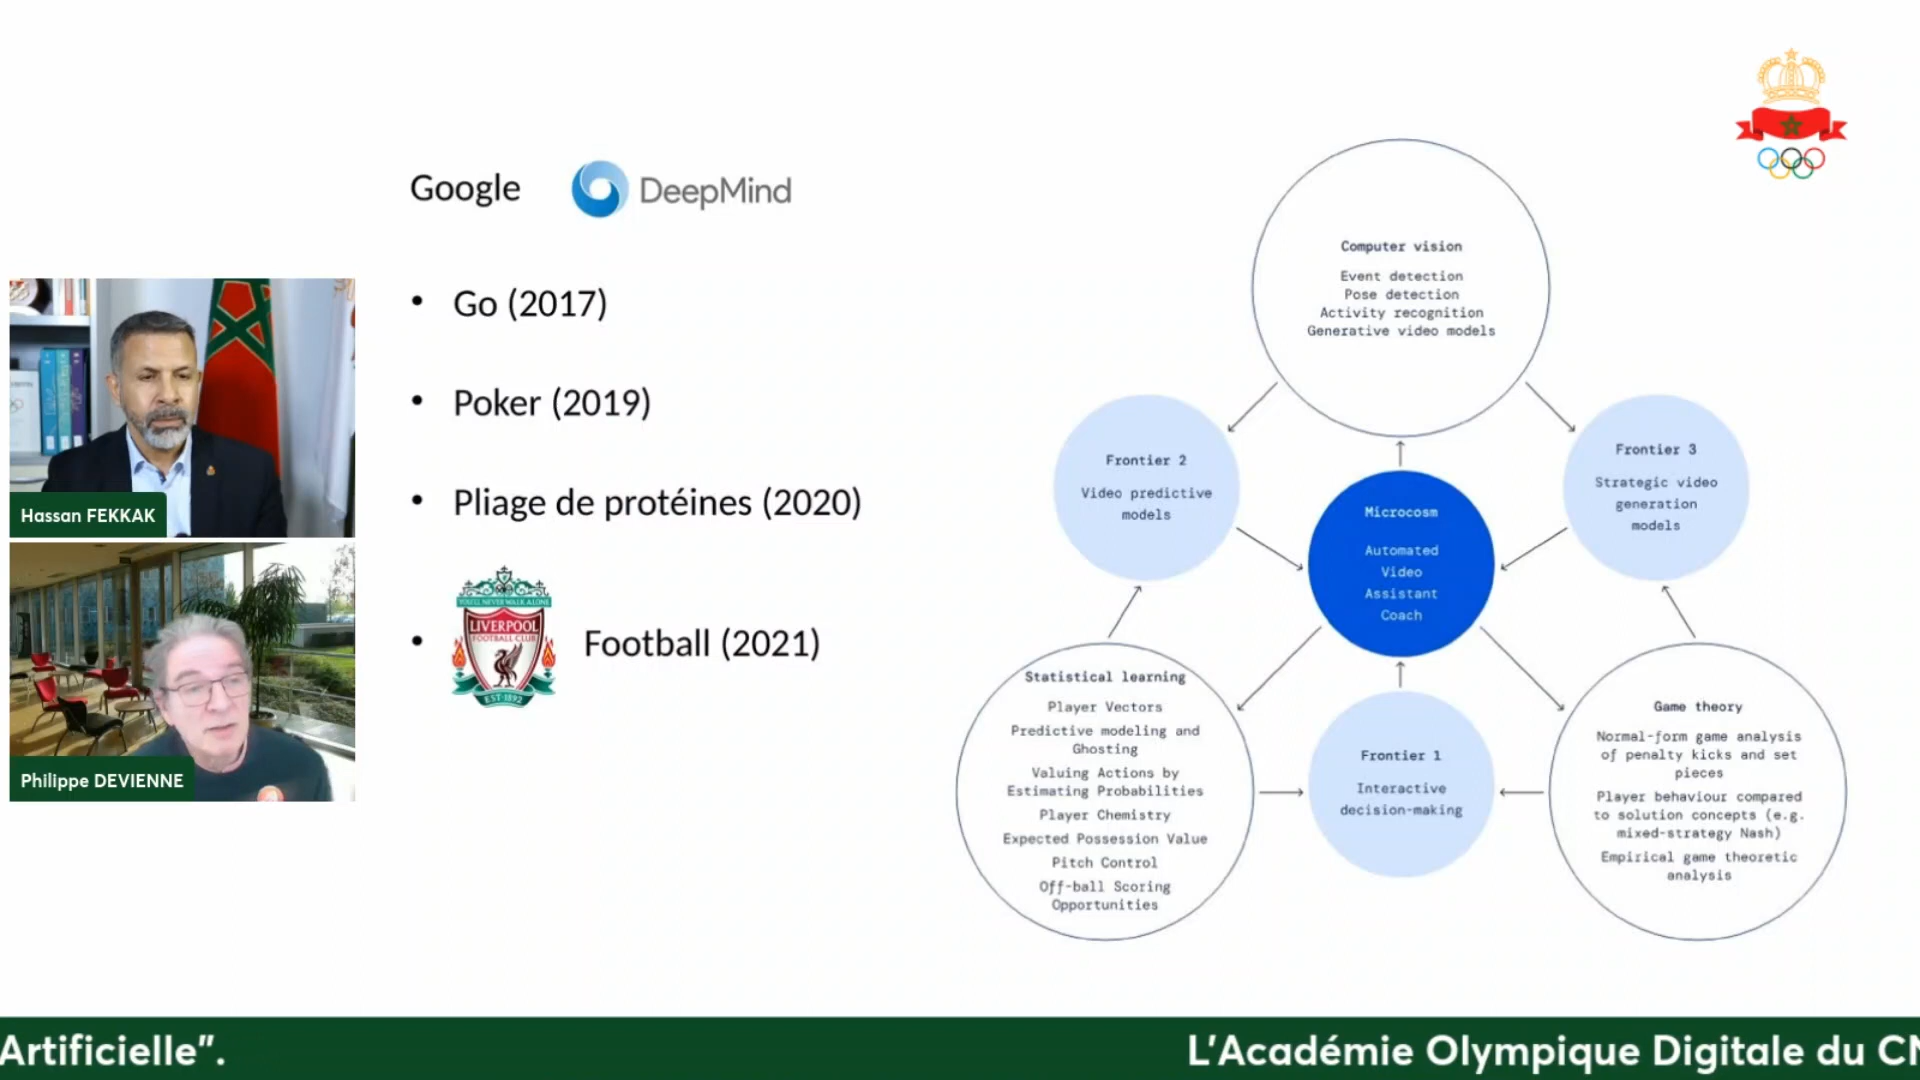 Google DeepMind
• Go (2017)
• Poker (2019)
• Pliage de protéines (2020)
YOU'LL NEVER WALK ALONE
LIVERPOOL
FOOTBALL CLUB
EST·1892
• Football (2021)
Hassan FEKKAK
Philippe DEVIENNE
Computer vision
Event detection
Pose detection
Activity recognition
Generative video models
Frontier 2
Video predictive
models
Frontier 3
Strategic video
generation
models
Microcosm
Automated
Video
Assistant
Coach
Statistical learning
Player Vectors
Predictive modeling and
Ghosting
Valuing Actions by
Estimating Probabilities
Player Chemistry
Expected Possession Value
Pitch Control
Off-ball Scoring
Opportunities
Frontier 1
Interactive
decision-making
Game theory
Normal-form game analysis
of penalty kicks and set
pieces
Player behaviour compared
to solution concepts (e.g.
mixed-strategy Nash)
Empirical game theoretic
analysis
Artificielle”. L’Académie Olympique Digitale du CN